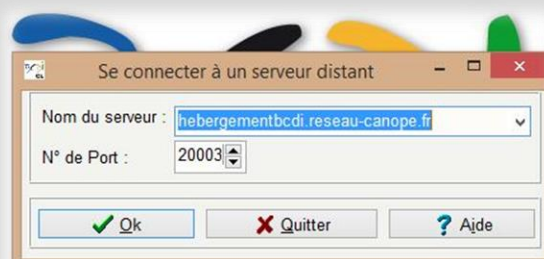 Se connecter à un serveur distant
Nom du serveur : hebergementbcdi.reseau-canope.fr
N° de Port : 20003
Ok Quitter Aide